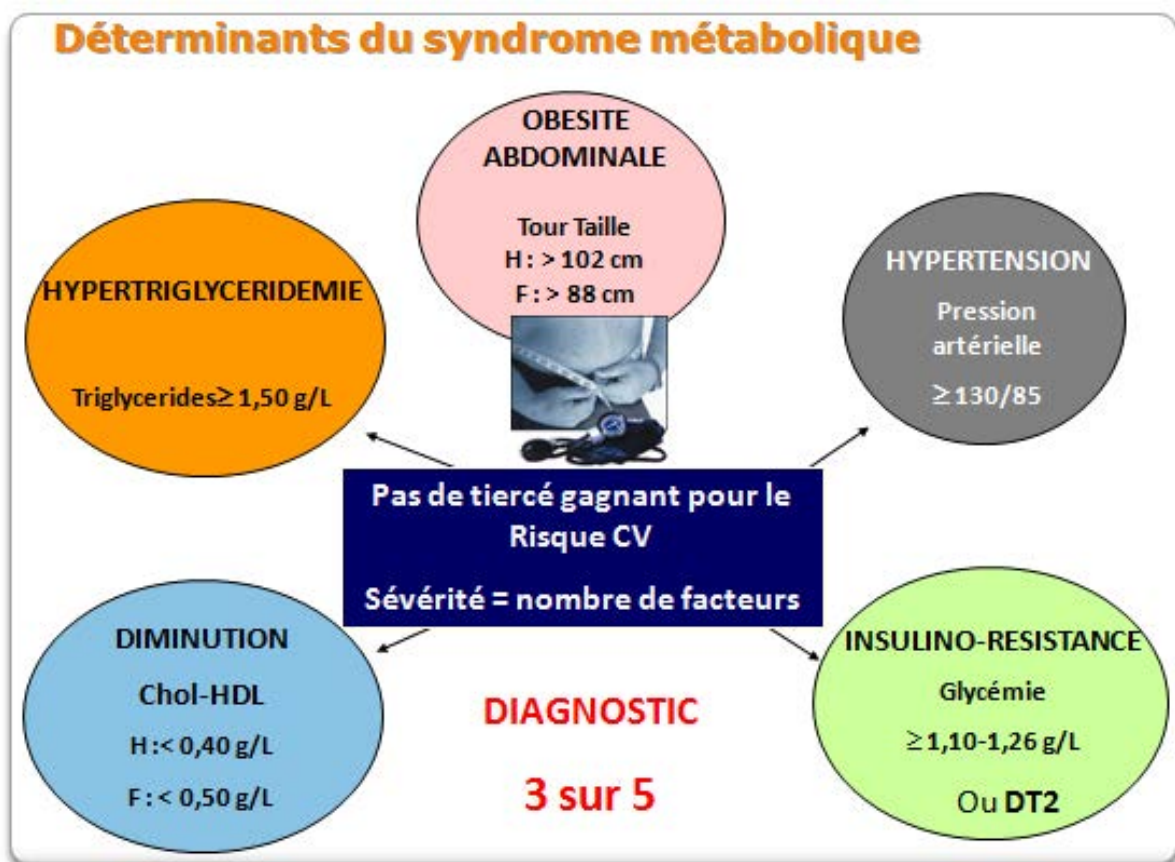 Déterminants du syndrome métabolique
OBESITE
ABDOMINALE
Tour Taille
H : > 102 cm
F : > 88 cm
HYPERTRIGLYCERIDEMIE
Triglycerides≥ 1,50 g/L
HYPERTENSION
Pression
artérielle
≥ 130/85
Pas de tiercé gagnant pour le
Risque CV
Sévérité = nombre de facteurs
DIMINUTION
Chol-HDL
H :< 0,40 g/L
F : < 0,50 g/L
DIAGNOSTIC
3 sur 5
INSULINO-RESISTANCE
Glycémie
≥ 1,10-1,26 g/L
Ou DT2